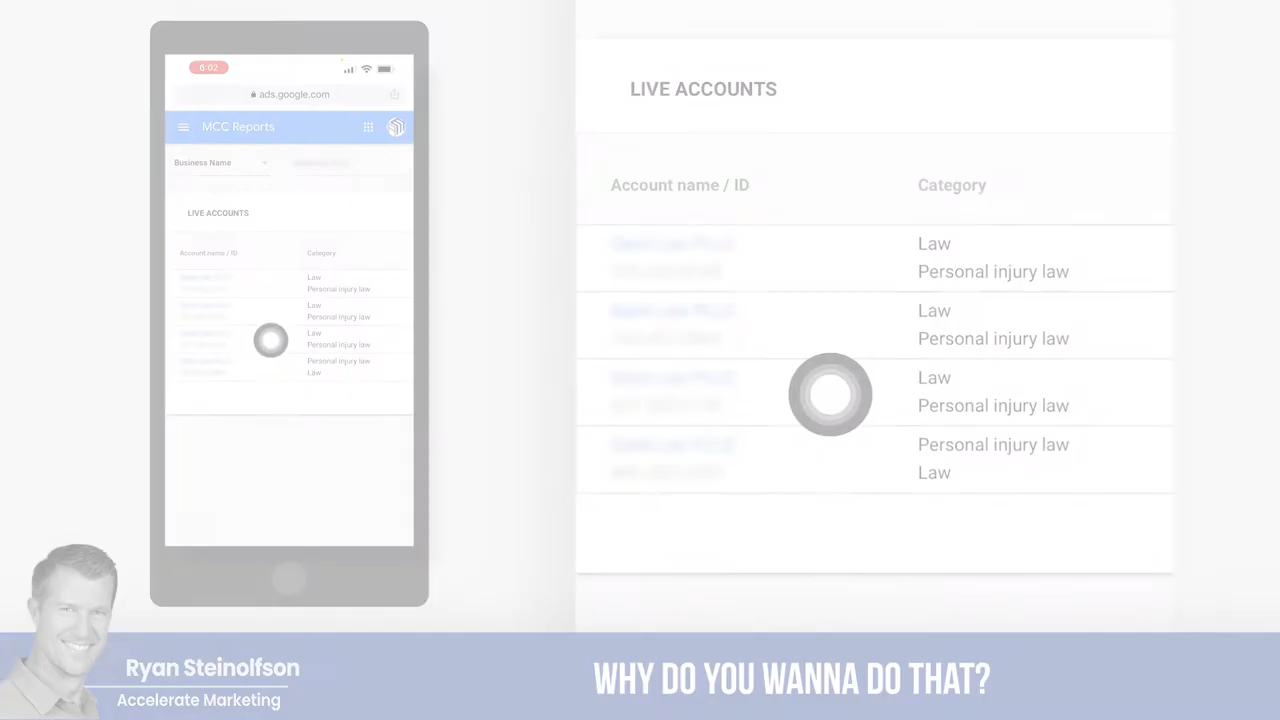 6:02
ads.google.com
MCC Reports
Business Name
LIVE ACCOUNTS
Account name / ID Category
Law
Personal injury law
Law
Personal injury law
Law
Personal injury law
Personal injury law
Law
LIVE ACCOUNTS
Account name / ID Category
Law
Personal injury law
Law
Personal injury law
Law
Personal injury law
Personal injury law
Law
Ryan Steinolfson
Accelerate Marketing
WHY DO YOU WANNA DO THAT?